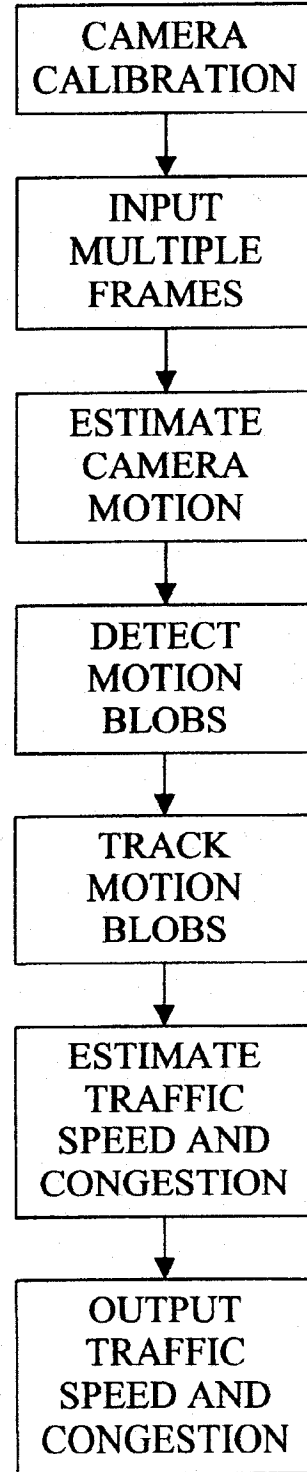 CAMERA
CALIBRATION
INPUT
MULTIPLE
FRAMES
ESTIMATE
CAMERA
MOTION
DETECT
MOTION
BLOBS
TRACK
MOTION
BLOBS
ESTIMATE
TRAFFIC
SPEED AND
CONGESTION
OUTPUT
TRAFFIC
SPEED AND
CONGESTION